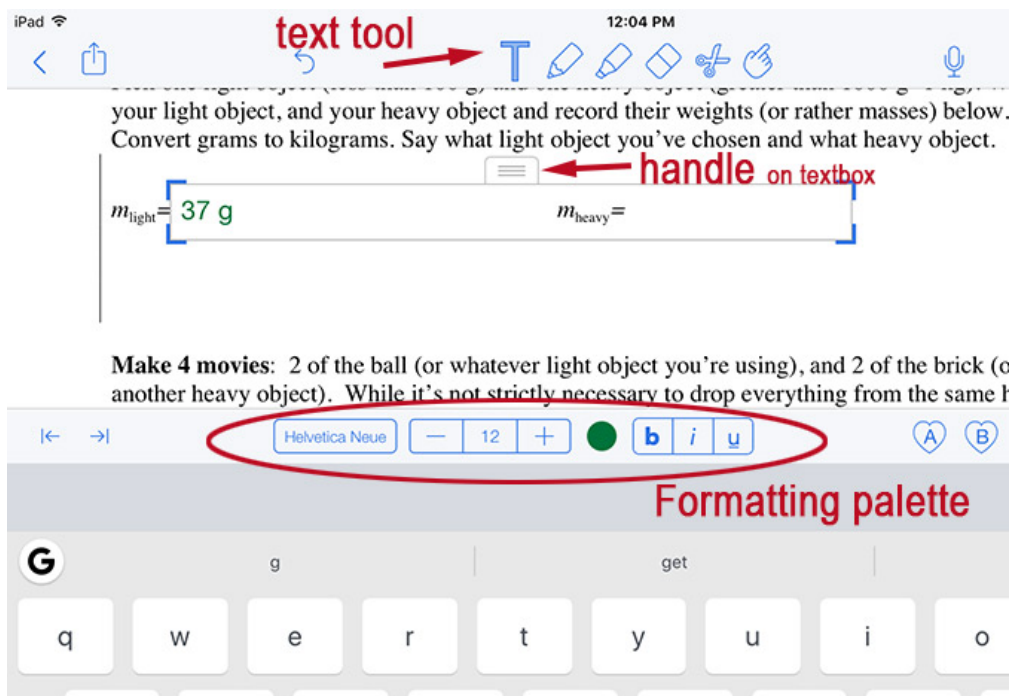 iPad 12:04 PM
text tool
T
your light object, and your heavy object and record their weights (or rather masses) below.
Convert grams to kilograms. Say what light object you've chosen and what heavy object.
handle on textbox
m light = 37 g m heavy =
Make 4 movies: 2 of the ball (or whatever light object you're using), and 2 of the brick (o
another heavy object). While it's not strictly necessary to drop everything from the same h
Helvetica Neue — 12 + b i u A B
Formatting palette
G g get
q w e r t y u i o